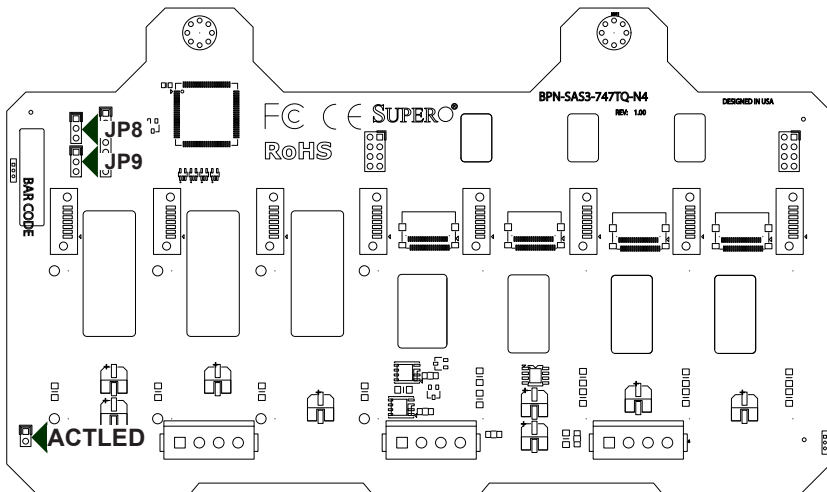 BPN-SAS3-747TQ-N4
DESIGNED IN USA
REV: 1.00
FC CE SUPERO®
RoHS
JP8
JP9
BAR CODE
ACTLED